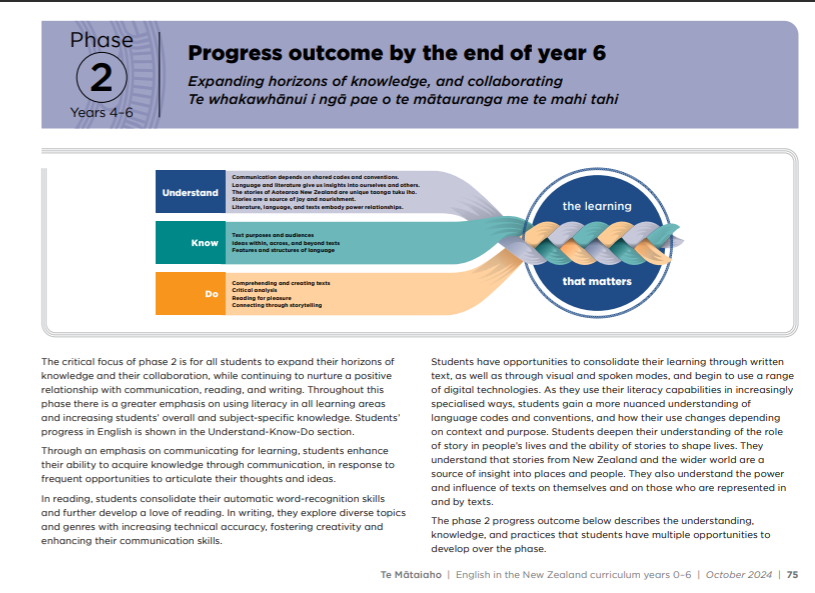 Phase
2
Years 4–6
Progress outcome by the end of year 6
Expanding horizons of knowledge, and collaborating
Te whakawhānui i ngā pae o te mātauranga me te mahi tahi
Understand
Communication depends on shared codes and conventions.
Language and literature give us insights into ourselves and others.
The stories of Aotearoa New Zealand are unique taonga tuku iho.
Stories are a source of joy and nourishment.
Literature, language, and texts embody power relationships.
Know
Text purposes and audiences
Ideas within, across, and beyond texts
Features and structures of language
Do
Comprehending and creating texts
Critical analysis
Reading for pleasure
Connecting through storytelling
the learning
that matters
The critical focus of phase 2 is for all students to expand their horizons of
knowledge and their collaboration, while continuing to nurture a positive
relationship with communication, reading, and writing. Throughout this
phase there is a greater emphasis on using literacy in all learning areas
and increasing students’ overall and subject-specific knowledge. Students’
progress in English is shown in the Understand-Know-Do section.
Through an emphasis on communicating for learning, students enhance
their ability to acquire knowledge through communication, in response to
frequent opportunities to articulate their thoughts and ideas.
In reading, students consolidate their automatic word-recognition skills
and further develop a love of reading. In writing, they explore diverse topics
and genres with increasing technical accuracy, fostering creativity and
enhancing their communication skills.
Students have opportunities to consolidate their learning through written
text, as well as through visual and spoken modes, and begin to use a range
of digital technologies. As they use their literacy capabilities in increasingly
specialised ways, students gain a more nuanced understanding of
language codes and conventions, and how their use changes depending
on context and purpose. Students deepen their understanding of the role
of story in people’s lives and the ability of stories to shape lives. They
understand that stories from New Zealand and the wider world are a
source of insight into places and people. They also understand the power
and influence of texts on themselves and on those who are represented in
and by texts.
The phase 2 progress outcome below describes the understanding,
knowledge, and practices that students have multiple opportunities to
develop over the phase.
Te Mātaiaho | English in the New Zealand curriculum years 0–6 | October 2024 | 75